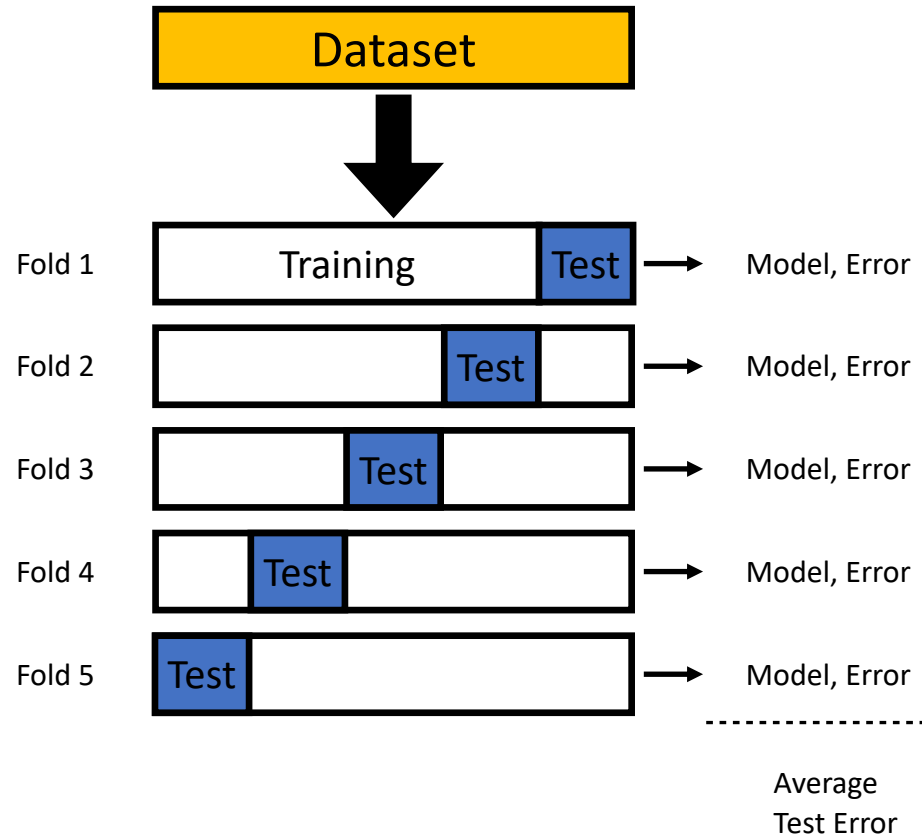 Dataset
Fold 1 Training Test Model, Error
Fold 2 Test Model, Error
Fold 3 Test Model, Error
Fold 4 Test Model, Error
Fold 5 Test Model, Error
Average
Test Error